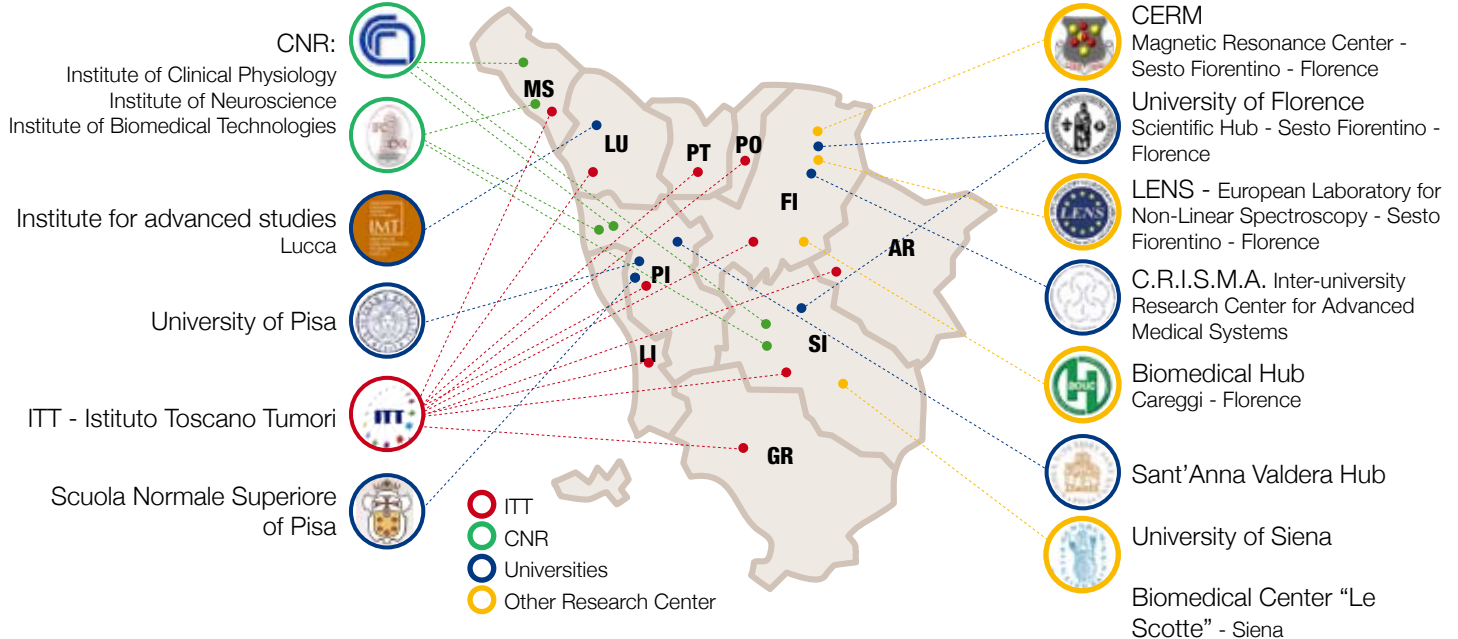 CNR:
Institute of Clinical Physiology
Institute of Neuroscience
Institute of Biomedical Technologies
Institute for advanced studies
Lucca
IMT
University of Pisa
ITT - Istituto Toscano Tumori
ITT
Scuola Normale Superiore
of Pisa
MS
LU
PT
PO
FI
AR
PI
LI
SI
GR
ITT
CNR
Universities
Other Research Center
CERM
Magnetic Resonance Center -
Sesto Fiorentino - Florence
University of Florence
Scientific Hub - Sesto Fiorentino -
Florence
LENS
LENS - European Laboratory for
Non-Linear Spectroscopy - Sesto
Fiorentino - Florence
C.R.I.S.M.A. Inter-university
Research Center for Advanced
Medical Systems
Biomedical Hub
Careggi - Florence
Sant'Anna Valdera Hub
University of Siena
Biomedical Center “Le
Scotte” - Siena